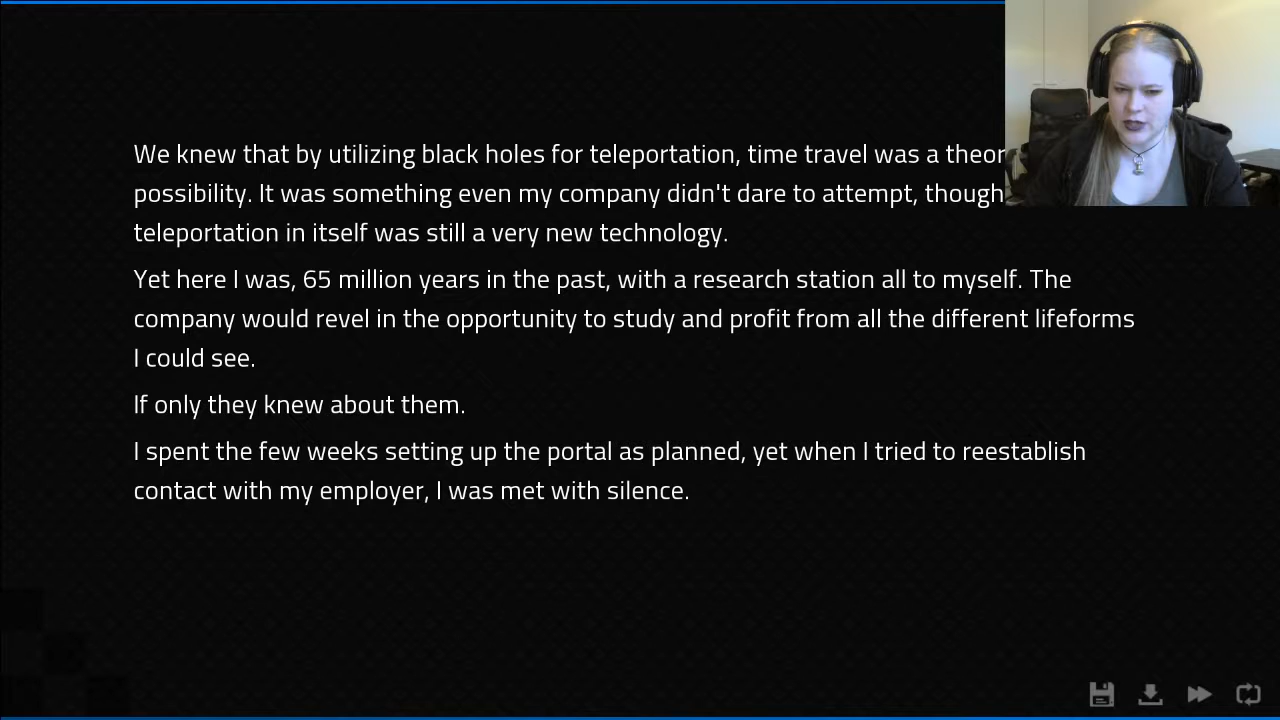 We knew that by utilizing black holes for teleportation, time travel was a
possibility. It was something even my company didn't dare to attempt, though
teleportation in itself was still a very new technology.
Yet here I was, 65 million years in the past, with a research station all to myself. The
company would revel in the opportunity to study and profit from all the different lifeforms
I could see.
If only they knew about them.
I spent the few weeks setting up the portal as planned, yet when I tried to reestablish
contact with my employer, I was met with silence.